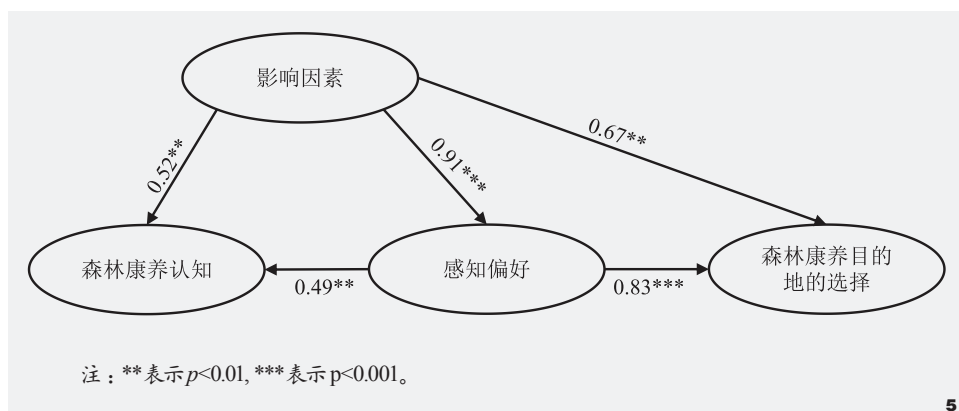 影响因素
0.52**
0.91***
0.67**
森林康养认知
感知偏好
森林康养目的
地的选择
0.49**
0.83***
注：**表示p<0.01, ***表示p<0.001。
5